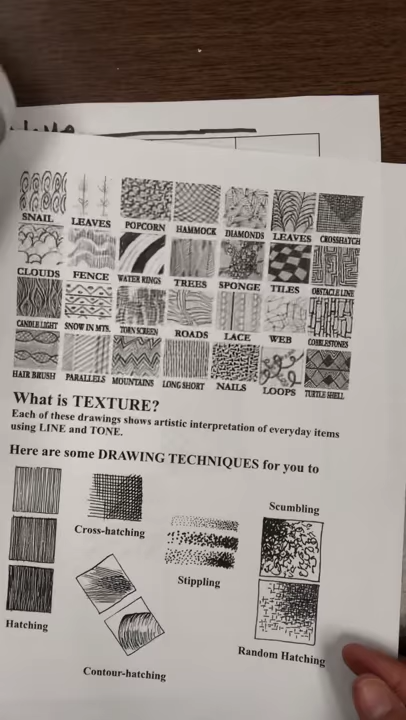 SNAIL LEAVES POPCORN HAMMOCK DIAMONDS LEAVES CROSSHATCH
CLOUDS FENCE WATER RINGS TREES SPONGE TILES OBSTACLE LINE
CANDLE LIGHT SNOW IN MTS. TORN SCREEN ROADS LACE WEB COBBLESTONES
HAIR BRUSH PARALLELS MOUNTAINS LONG SHORT NAILS LOOPS TURTLE SHELL
What is TEXTURE?
Each of these drawings shows artistic interpretation of everyday items
using LINE and TONE.
Here are some DRAWING TECHNIQUES for you to
Scumbling
Cross-hatching
Stippling
Hatching
Random Hatching
Contour-hatching